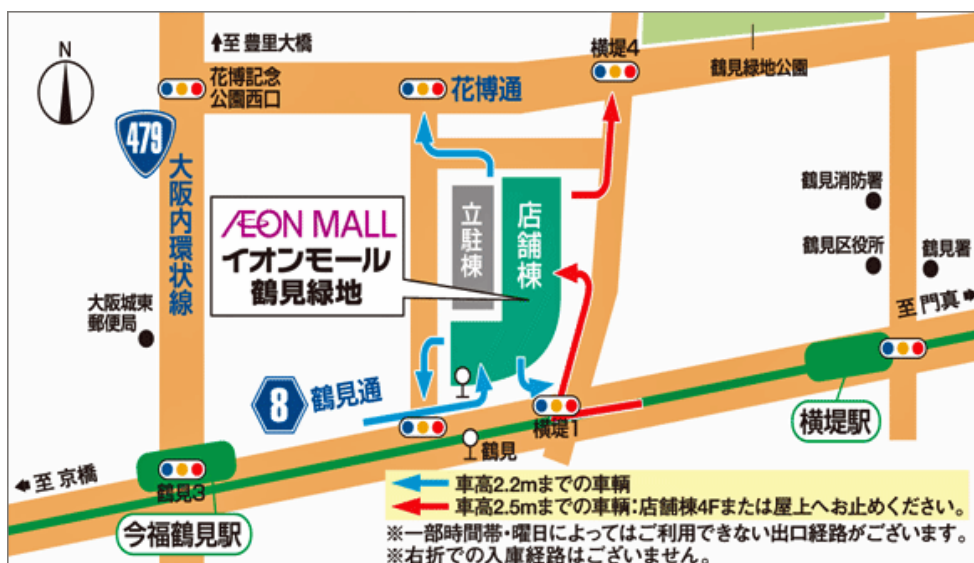 N
至 豊里大橋
花博記念
公園西口
花博通
横堤4
鶴見緑地公園
479
大阪内環状線
ÆON MALL
イオンモール
鶴見緑地
立駐棟
店舗棟
鶴見消防署
鶴見区役所
鶴見署
至 門真
大阪城東
郵便局
8
鶴見通
横堤1
横堤駅
鶴見
至 京橋
鶴見3
今福鶴見駅
車高2.2mまでの車輌
車高2.5mまでの車輌:店舗棟4Fまたは屋上へお止めください。
※一部時間帯・曜日によってはご利用できない出口経路がございます。
※右折での入庫経路はございません。